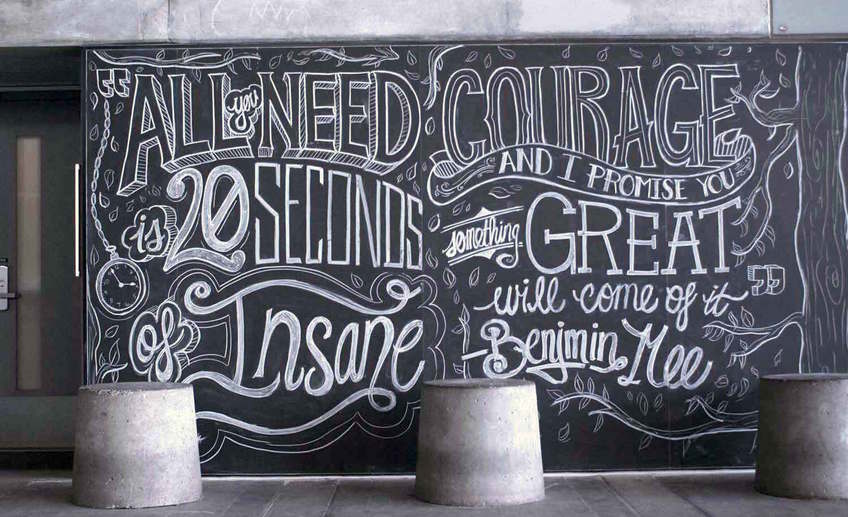 “ALL you NEED
is 20 SECONDS
of Insane
COURAGE
AND I PROMISE YOU
something GREAT
will come of it”
-Benjmin Mee